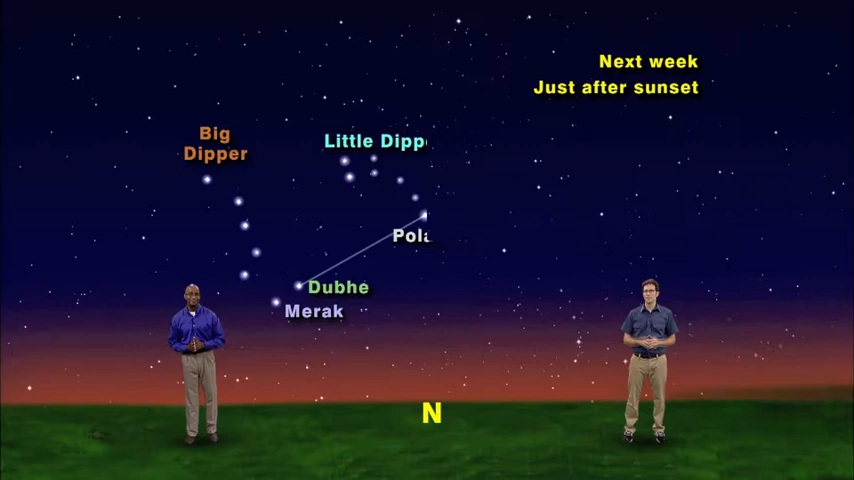 Next week
Just after sunset
Big
Dipper
Little Dipp
Pola
Dubhe
Merak
N